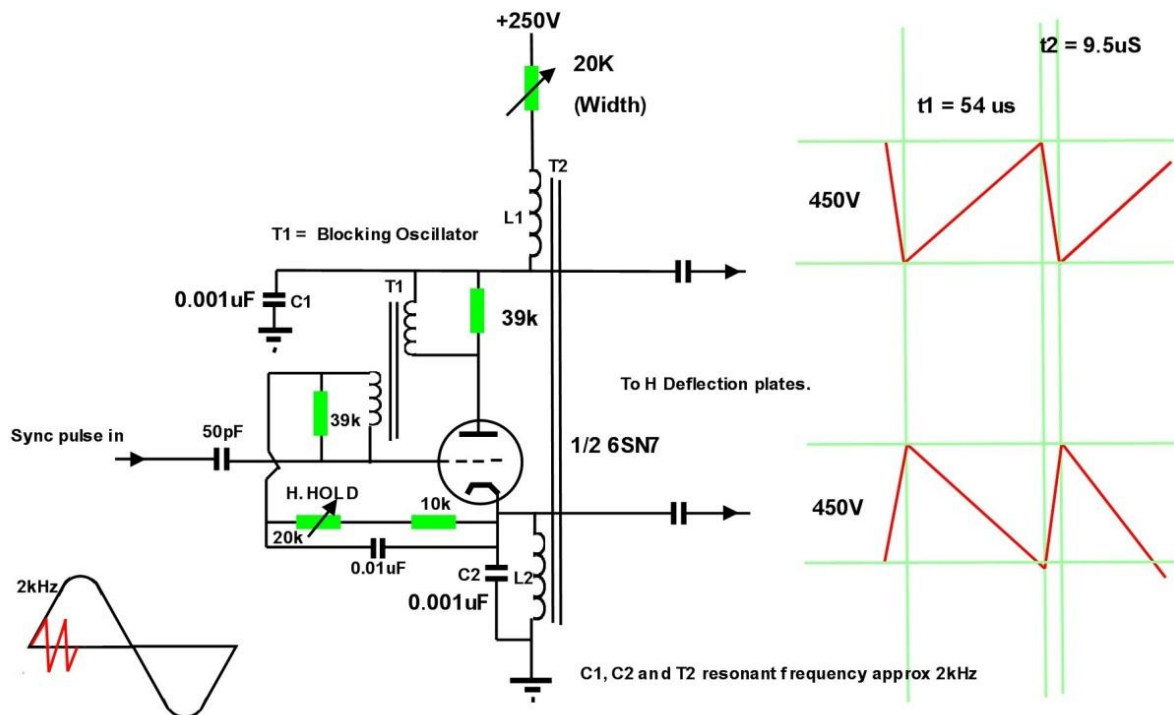 +250V
20K
(Width)
t2 = 9.5uS
t1 = 54 us
T2
L1
450V
T1 = Blocking Oscillator
T1
0.001uF
C1
39k
To H Deflection plates.
39k
50pF
Sync pulse in
1/2 6SN7
H. HOLD
10k
450V
20k
0.01uF
C2
L2
0.001uF
2kHz
C1, C2 and T2 resonant frequency approx 2kHz